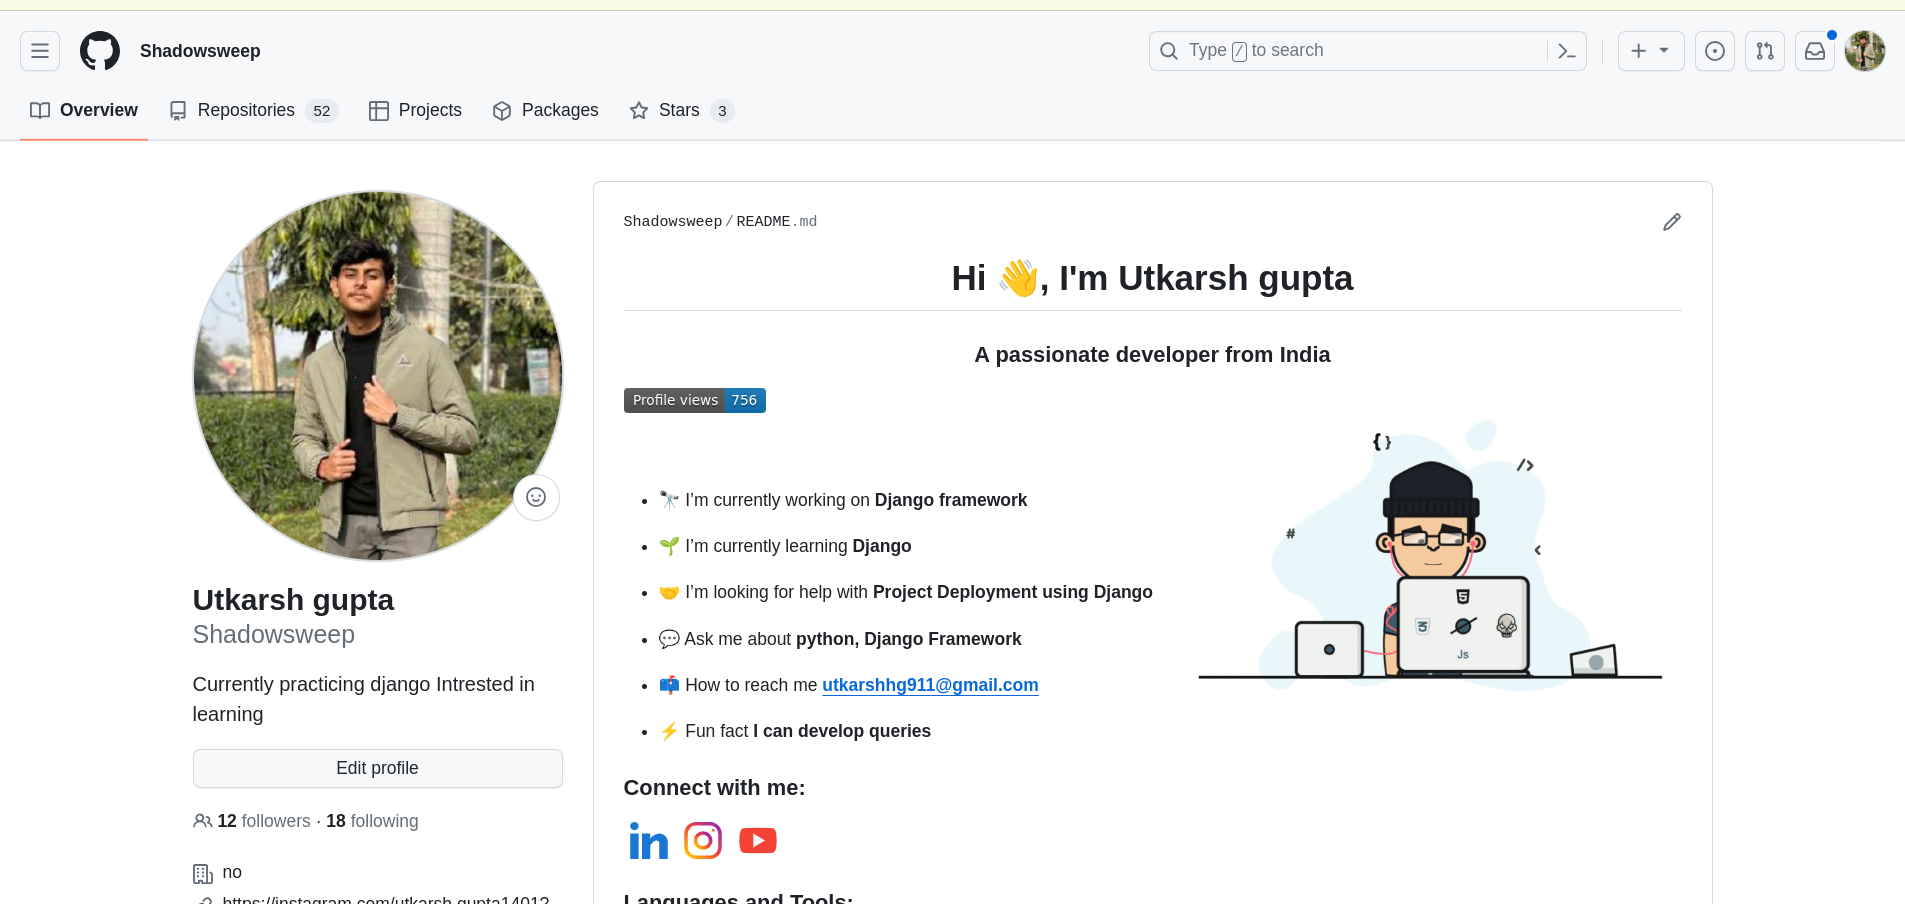 Shadowsweep
Type / to search
Overview
Repositories 52
Projects
Packages
Stars 3
Utkarsh gupta
Shadowsweep
Currently practicing django Intrested in
learning
Edit profile
12 followers · 18 following
no
https://instagram.com/utkarsh.gupta14012
Shadowsweep/README.md
Hi 👋, I'm Utkarsh gupta
A passionate developer from India
Profile views 756
• 🔭 I’m currently working on Django framework
• 🌱 I’m currently learning Django
• 🤝 I’m looking for help with Project Deployment using Django
• 💬 Ask me about python, Django Framework
• 📫 How to reach me utkarshhg911@gmail.com
• ⚡ Fun fact I can develop queries
{ }
/>
#
<
5
3
Js
Connect with me:
in
Languages and Tools: